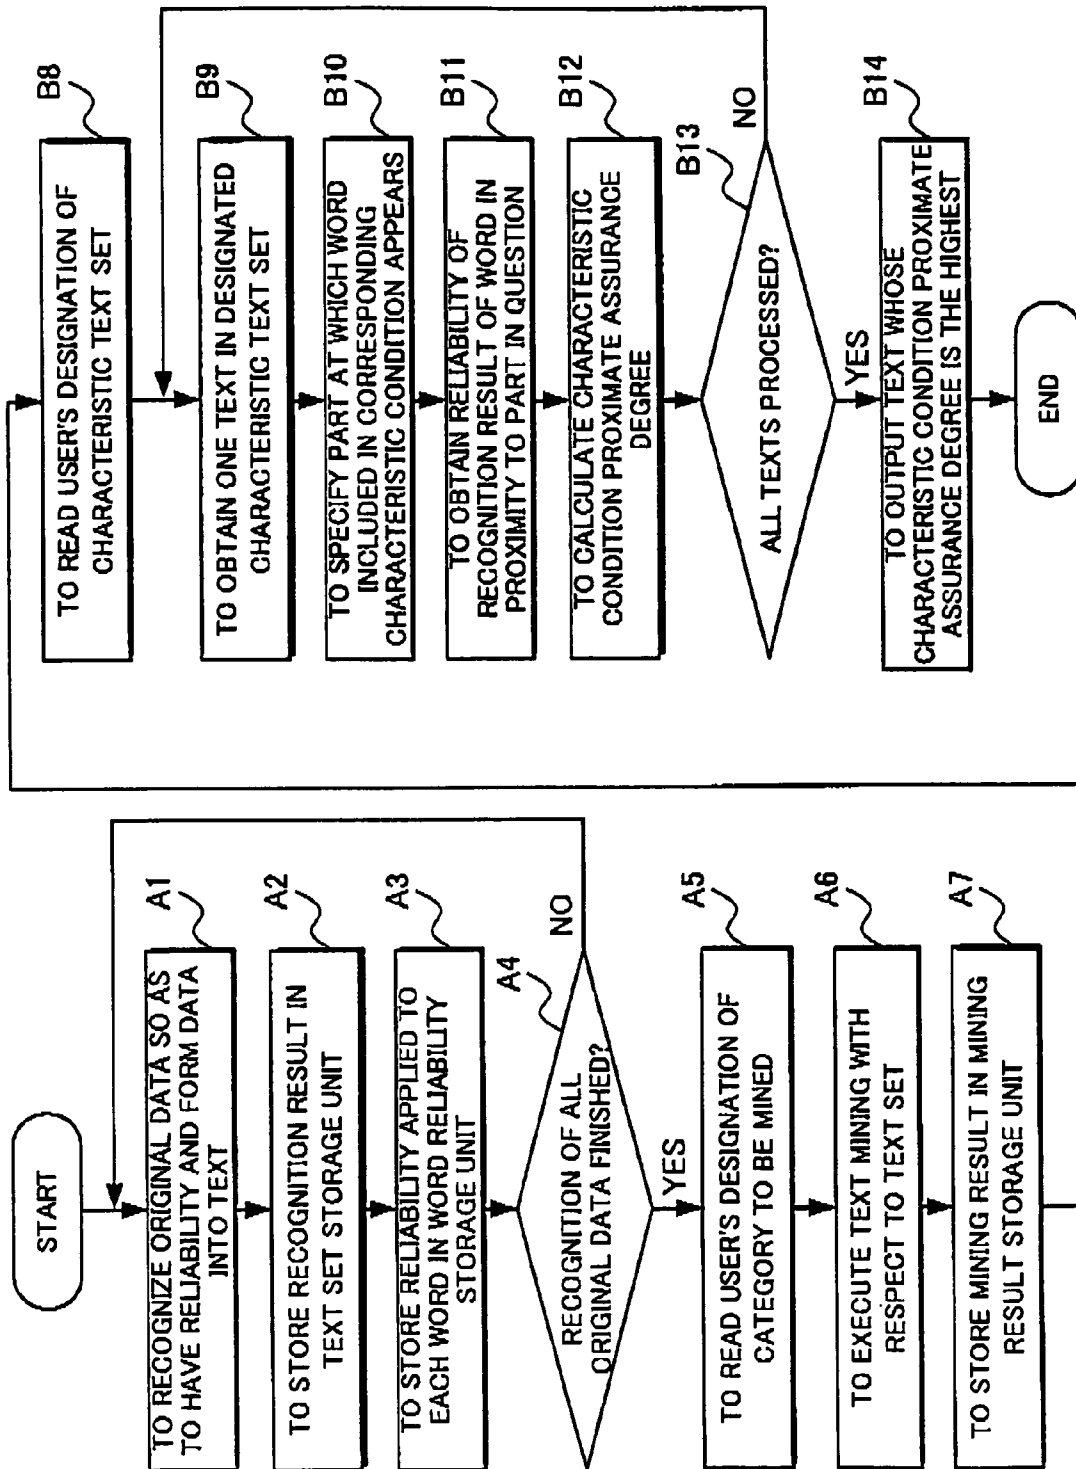 START
TO RECOGNIZE ORIGINAL DATA SO AS
TO HAVE RELIABILITY AND FORM DATA
INTO TEXT
A1
TO STORE RECOGNITION RESULT IN
TEXT SET STORAGE UNIT
A2
TO STORE RELIABILITY APPLIED TO
EACH WORD IN WORD RELIABILITY
STORAGE UNIT
A3
RECOGNITION OF ALL
ORIGINAL DATA FINISHED?
A4
NO
YES
TO READ USER'S DESIGNATION OF
CATEGORY TO BE MINED
A5
TO EXECUTE TEXT MINING WITH
RESPECT TO TEXT SET
A6
TO STORE MINING RESULT IN MINING
RESULT STORAGE UNIT
A7
TO READ USER'S DESIGNATION OF
CHARACTERISTIC TEXT SET
B8
TO OBTAIN ONE TEXT IN DESIGNATED
CHARACTERISTIC TEXT SET
B9
TO SPECIFY PART AT WHICH WORD
INCLUDED IN CORRESPONDING
CHARACTERISTIC CONDITION APPEARS
B10
TO OBTAIN RELIABILITY OF
RECOGNITION RESULT OF WORD IN
PROXIMITY TO PART IN QUESTION
B11
TO CALCULATE CHARACTERISTIC
CONDITION PROXIMATE ASSURANCE
DEGREE
B12
ALL TEXTS PROCESSED?
B13
NO
YES
TO OUTPUT TEXT WHOSE
CHARACTERISTIC CONDITION PROXIMATE
ASSURANCE DEGREE IS THE HIGHEST
B14
END